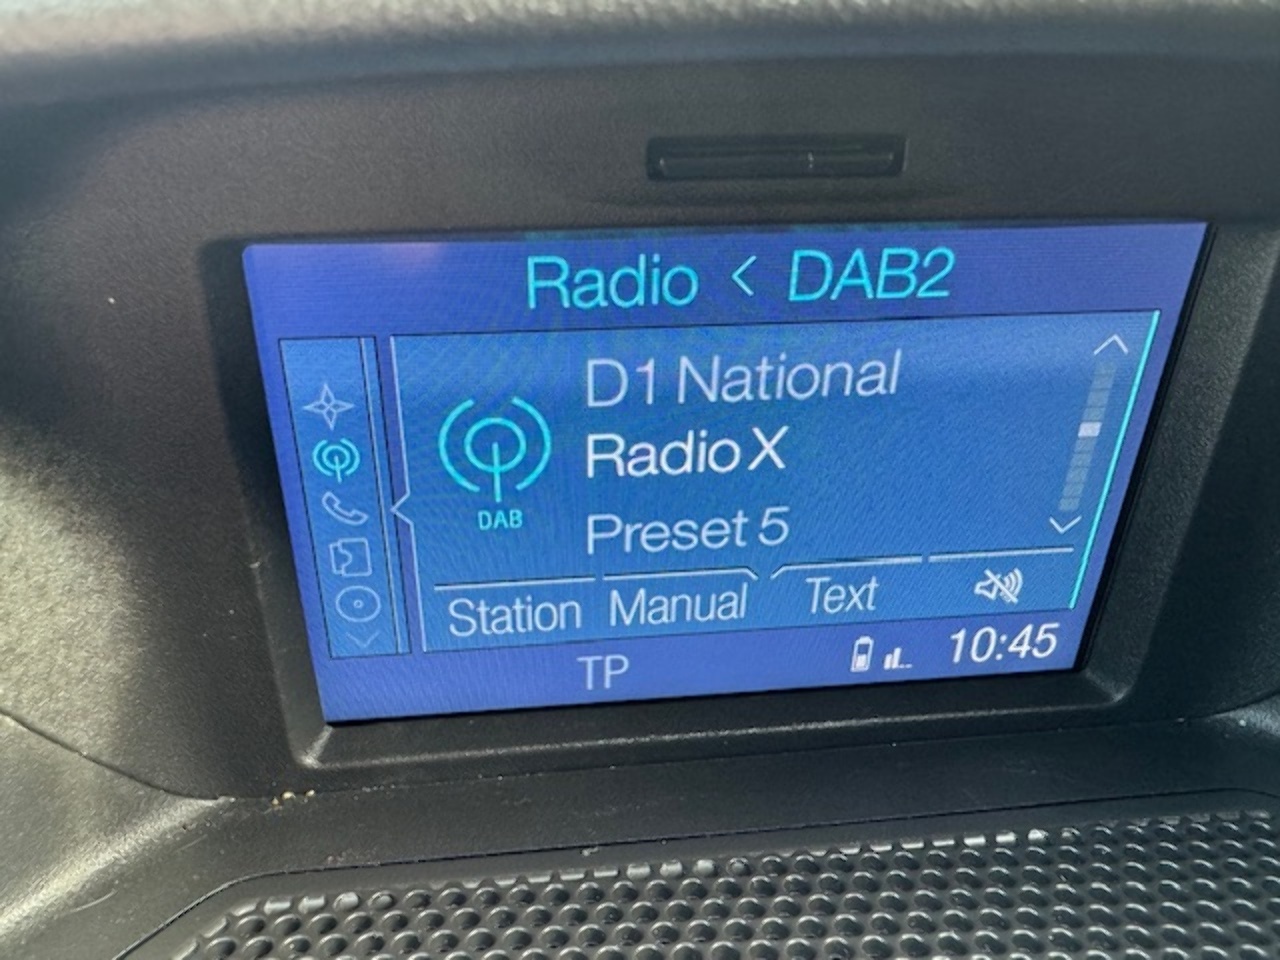 Radio < DAB2
D1 National
Radio X
DAB
Preset 5
Station Manual Text
TP 10:45